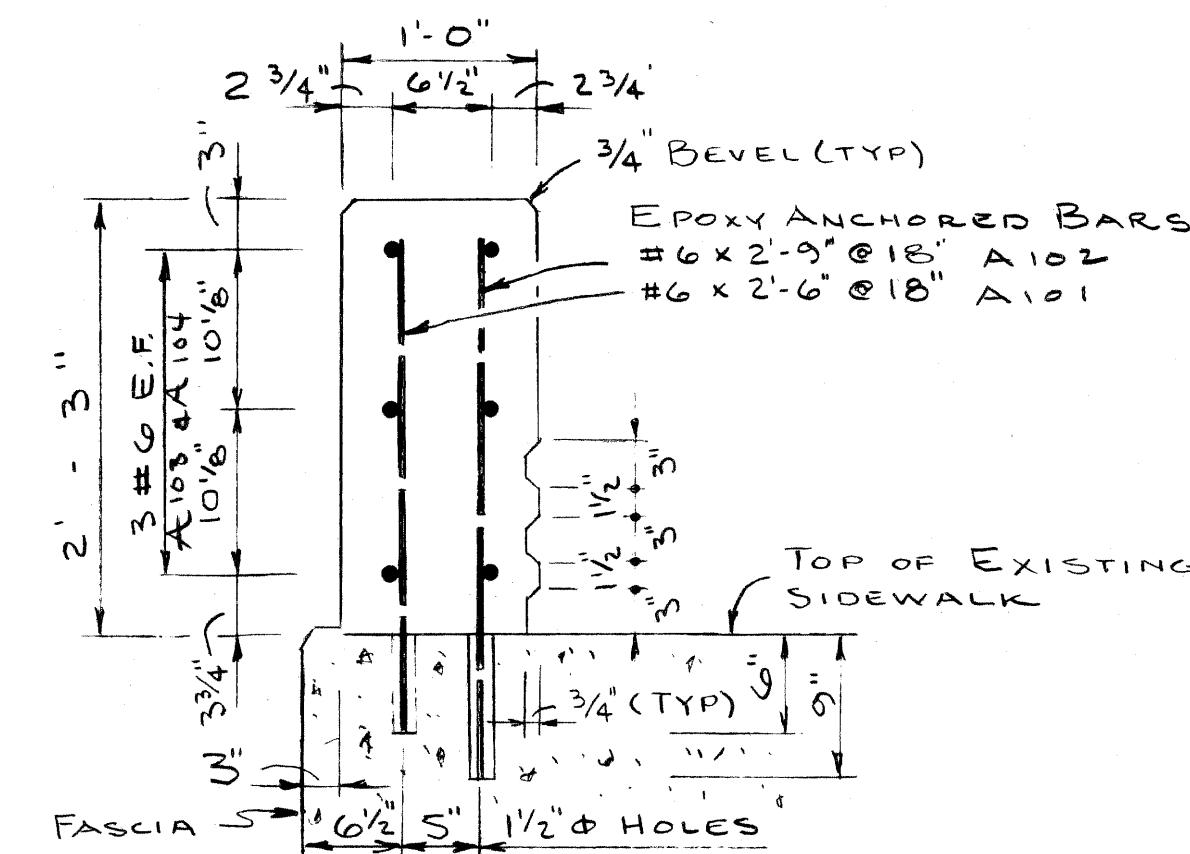 1'-0"
2 3/4"
6 1/2"
2 3/4'
3"
3/4" BEVEL (TYP)
EPOXY ANCHORED BARS
#6 x 2'-9" @ 18" A102
#6 x 2'-6" @ 18" A101
2'-3"
3 #6 E.F.
A103 & A104
10 1/8"
10 1/8"
3 3/4"
3"
1 1/2"
3"
1 1/2"
3"
TOP OF EXISTING
SIDEWALK
6"
9"
3/4" (TYP)
3"
FASCIA
6 1/2"
5"
1 1/2" Φ HOLES